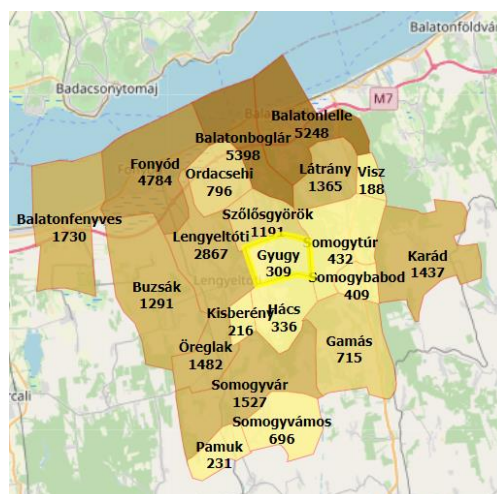 Balatonföldvár
Badacsonytomaj
M7
Balatonlelle
5248
Balatonboglár
5398
Fonyód
4784
Ordacsehi
796
Látrány
1365
Visz
188
Balatonfenyves
1730
Szőlősgyörök
1191
Lengyeltóti
2867
Somogytúr
432
Karád
1437
Gyugy
309
Buzsák
1291
Somogybabod
409
Kisberény
216
Hács
336
Öreglak
1482
Gamás
715
Somogyvár
1527
Somogyvámos
696
Pamuk
231